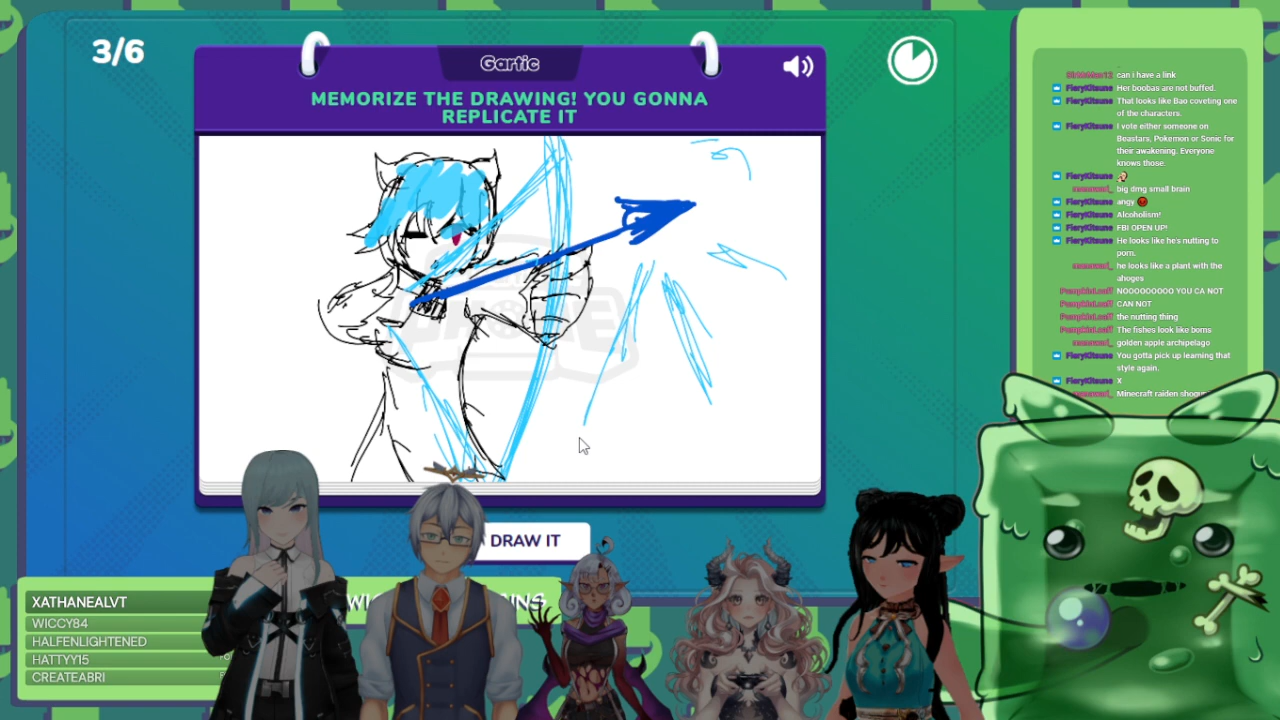 3/6
Gartic
MEMORIZE THE DRAWING! YOU GONNA
REPLICATE IT
DRAW IT
XATHANEALVT
WICCY84
HALFENLIGHTENED
HATTYY15
CREATEABRI
can i have a link
FieryKitsune Her boobas are not buffed.
FieryKitsune That looks like Bao coveting one
of the characters.
FieryKitsune I vote either someone on
Beastars, Pokemon or Sonic for
their awakening. Everyone
knows those.
FieryKitsune
big dmg small brain
FieryKitsune angy
FieryKitsune Alcoholism!
FieryKitsune FBI OPEN UP!
FieryKitsune He looks like he's nutting to
porn.
he looks like a plant with the
ahoges
PumpkinLeaff NOOOOOOOOO YOU CA NOT
PumpkinLeaff CAN NOT
PumpkinLeaff the nutting thing
PumpkinLeaff The fishes look like boms
golden apple archipelago
FieryKitsune You gotta pick up learning that
style again.
FieryKitsune X
Minecraft raiden